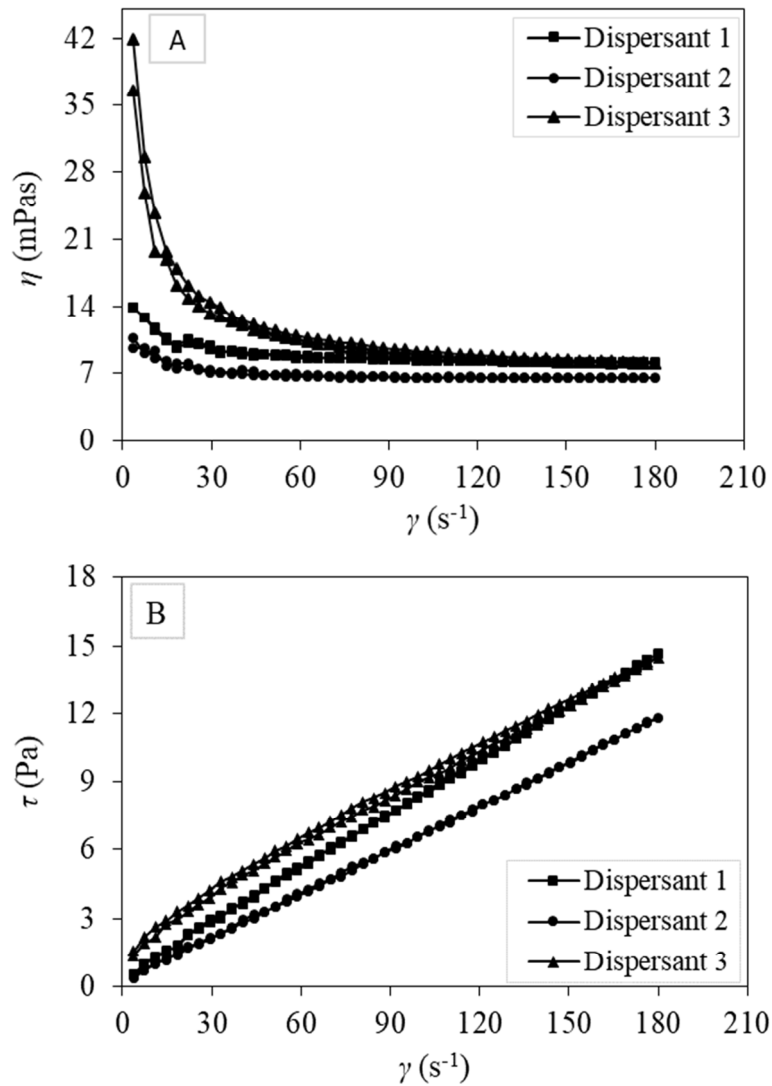 A
Dispersant 1
Dispersant 2
Dispersant 3
42
35
28
21
14
7
0
η (mPas)
0 30 60 90 120 150 180 210
γ (s-1)
B
18
15
12
9
6
3
0
τ (Pa)
Dispersant 1
Dispersant 2
Dispersant 3
0 30 60 90 120 150 180 210
γ (s-1)